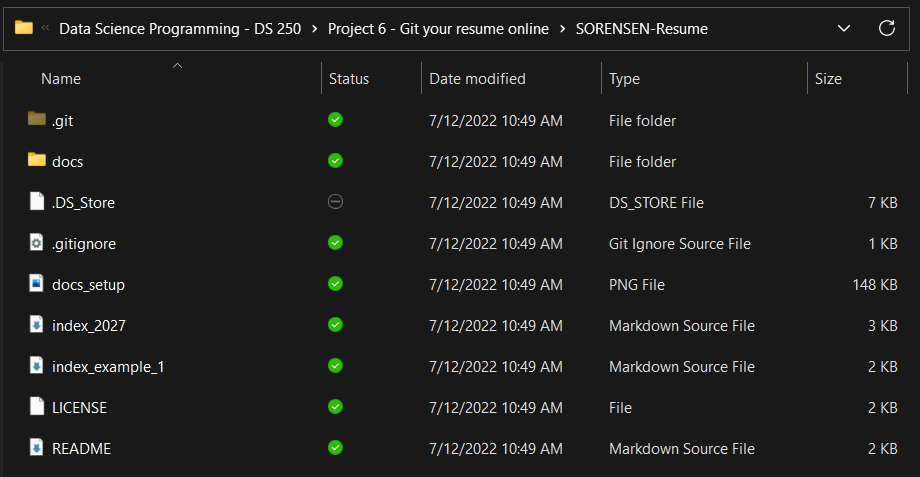 « Data Science Programming - DS 250 › Project 6 - Git your resume online › SORENSEN-Resume
Name Status Date modified Type Size
.git 7/12/2022 10:49 AM File folder
docs 7/12/2022 10:49 AM File folder
.DS_Store 7/12/2022 10:49 AM DS_STORE File 7 KB
.gitignore 7/12/2022 10:49 AM Git Ignore Source File 1 KB
docs_setup 7/12/2022 10:49 AM PNG File 148 KB
index_2027 7/12/2022 10:49 AM Markdown Source File 3 KB
index_example_1 7/12/2022 10:49 AM Markdown Source File 2 KB
LICENSE 7/12/2022 10:49 AM File 2 KB
README 7/12/2022 10:49 AM Markdown Source File 2 KB